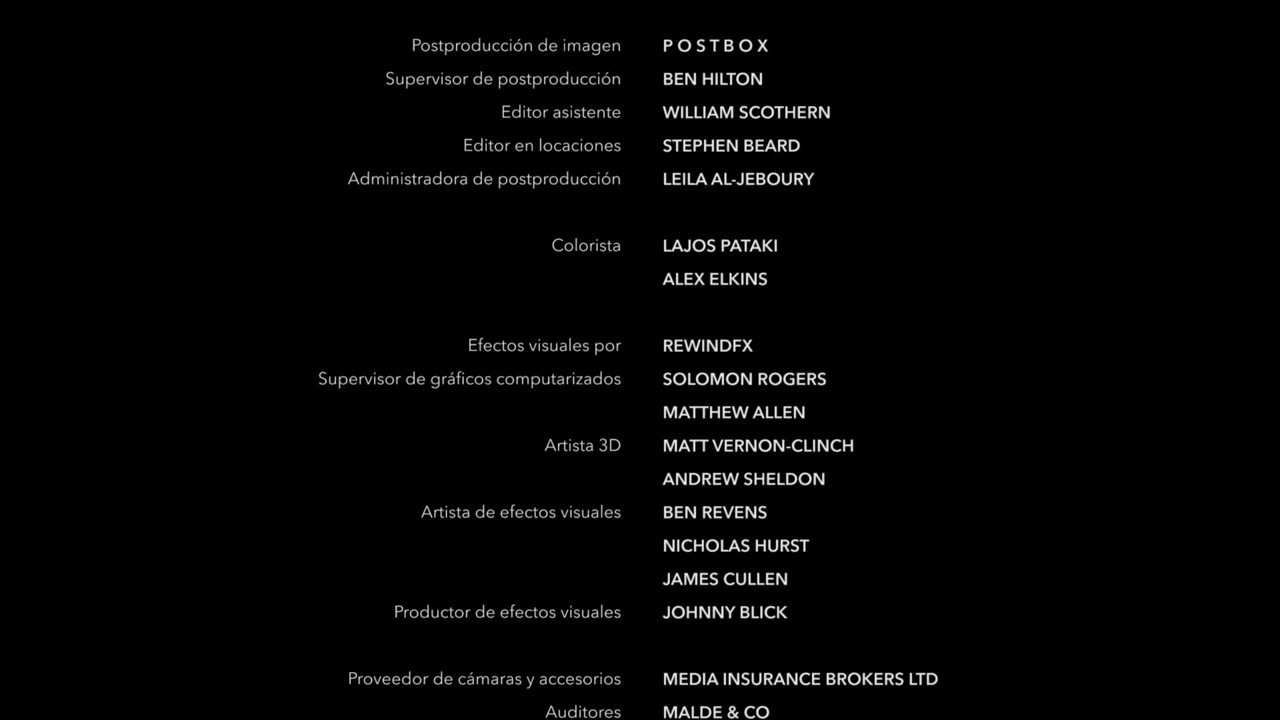 Postproducción de imagen P O S T B O X
Supervisor de postproducción BEN HILTON
Editor asistente WILLIAM SCOTHERN
Editor en locaciones STEPHEN BEARD
Administradora de postproducción LEILA AL-JEBOURY
Colorista LAJOS PATAKI
ALEX ELKINS
Efectos visuales por REWINDFX
Supervisor de gráficos computarizados SOLOMON ROGERS
MATTHEW ALLEN
Artista 3D MATT VERNON-CLINCH
ANDREW SHELDON
Artista de efectos visuales BEN REVENS
NICHOLAS HURST
JAMES CULLEN
Productor de efectos visuales JOHNNY BLICK
Proveedor de cámaras y accesorios MEDIA INSURANCE BROKERS LTD
Auditores MALDE & CO